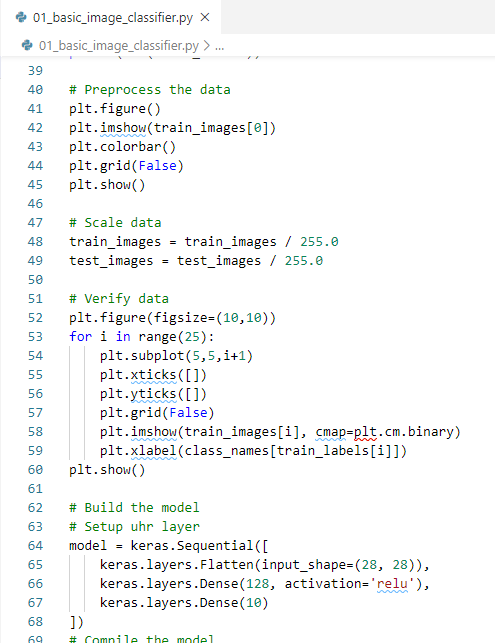 01_basic_image_classifier.py ×
01_basic_image_classifier.py > ...
39
40 # Preprocess the data
41 plt.figure()
42 plt.imshow(train_images[0])
43 plt.colorbar()
44 plt.grid(False)
45 plt.show()
46
47 # Scale data
48 train_images = train_images / 255.0
49 test_images = test_images / 255.0
50
51 # Verify data
52 plt.figure(figsize=(10,10))
53 for i in range(25):
54     plt.subplot(5,5,i+1)
55     plt.xticks([])
56     plt.yticks([])
57     plt.grid(False)
58     plt.imshow(train_images[i], cmap=plt.cm.binary)
59     plt.xlabel(class_names[train_labels[i]])
60 plt.show()
61
62 # Build the model
63 # Setup uhr layer
64 model = keras.Sequential([
65     keras.layers.Flatten(input_shape=(28, 28)),
66     keras.layers.Dense(128, activation='relu'),
67     keras.layers.Dense(10)
68 ])
69 # Compile the model